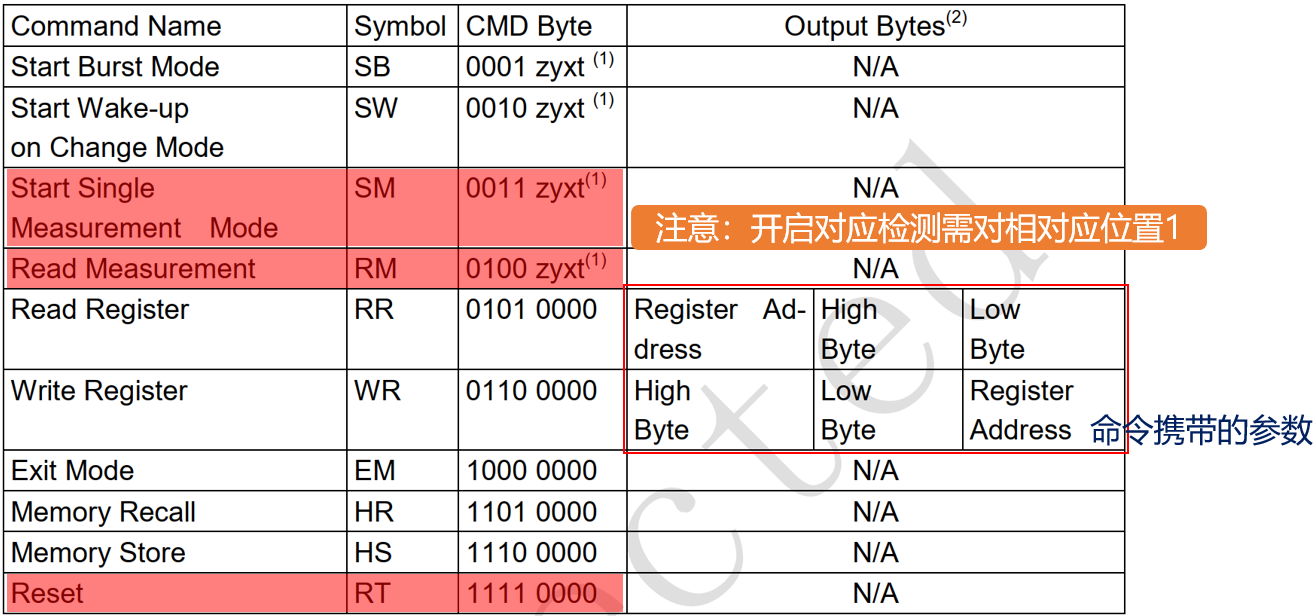 Command Name Symbol CMD Byte Output Bytes(2)
Start Burst Mode SB 0001 zyxt (1) N/A
Start Wake-up SW 0010 zyxt (1) N/A
on Change Mode
Start Single SM 0011 zyxt(1) N/A
Measurement Mode
注意：开启对应检测需对相对应位置1
Read Measurement RM 0100 zyxt(1) N/A
Read Register RR 0101 0000 Register Ad- High Low
dress Byte Byte
Write Register WR 0110 0000 High Low Register
Byte Byte Address
命令携带的参数
Exit Mode EM 1000 0000 N/A
Memory Recall HR 1101 0000 N/A
Memory Store HS 1110 0000 N/A
Reset RT 1111 0000 N/A
cted